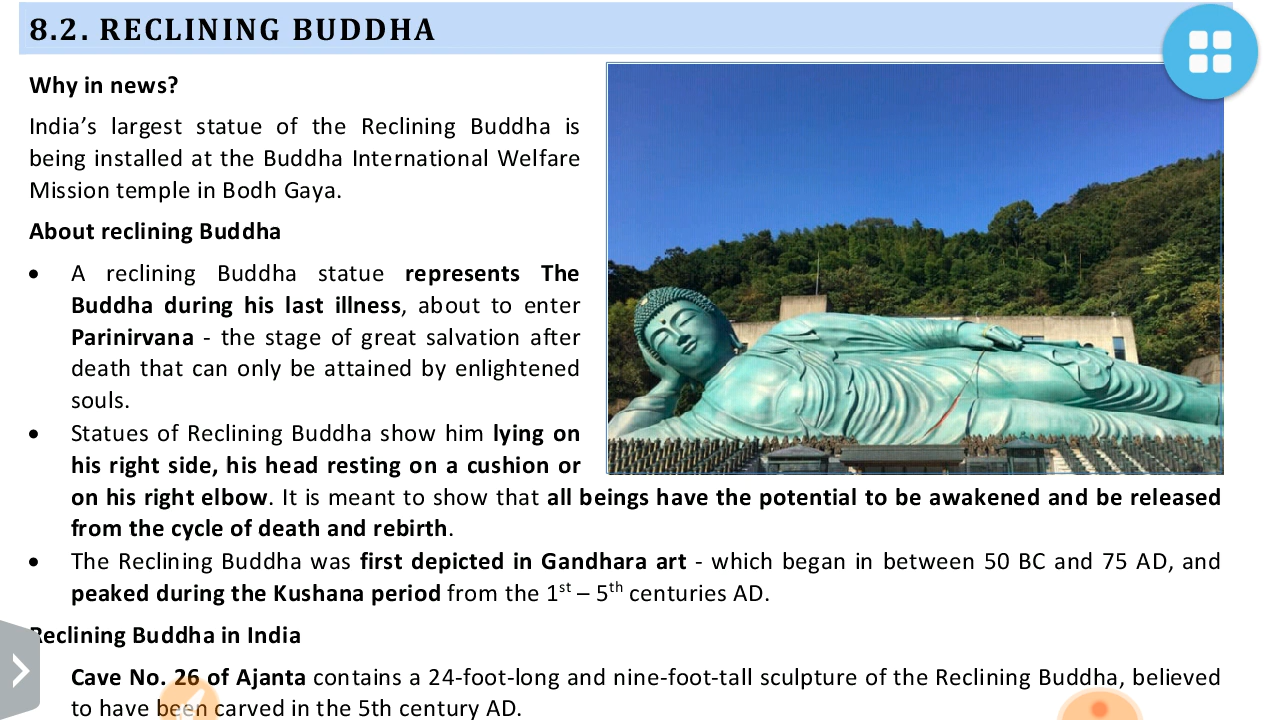 8.2. RECLINING BUDDHA
Why in news?
India’s largest statue of the Reclining Buddha is
being installed at the Buddha International Welfare
Mission temple in Bodh Gaya.
About reclining Buddha
• A reclining Buddha statue represents The
Buddha during his last illness, about to enter
Parinirvana - the stage of great salvation after
death that can only be attained by enlightened
souls.
• Statues of Reclining Buddha show him lying on
his right side, his head resting on a cushion or
on his right elbow. It is meant to show that all beings have the potential to be awakened and be released
from the cycle of death and rebirth.
• The Reclining Buddha was first depicted in Gandhara art - which began in between 50 BC and 75 AD, and
peaked during the Kushana period from the 1st – 5th centuries AD.
Reclining Buddha in India
Cave No. 26 of Ajanta contains a 24-foot-long and nine-foot-tall sculpture of the Reclining Buddha, believed
to have been carved in the 5th century AD.